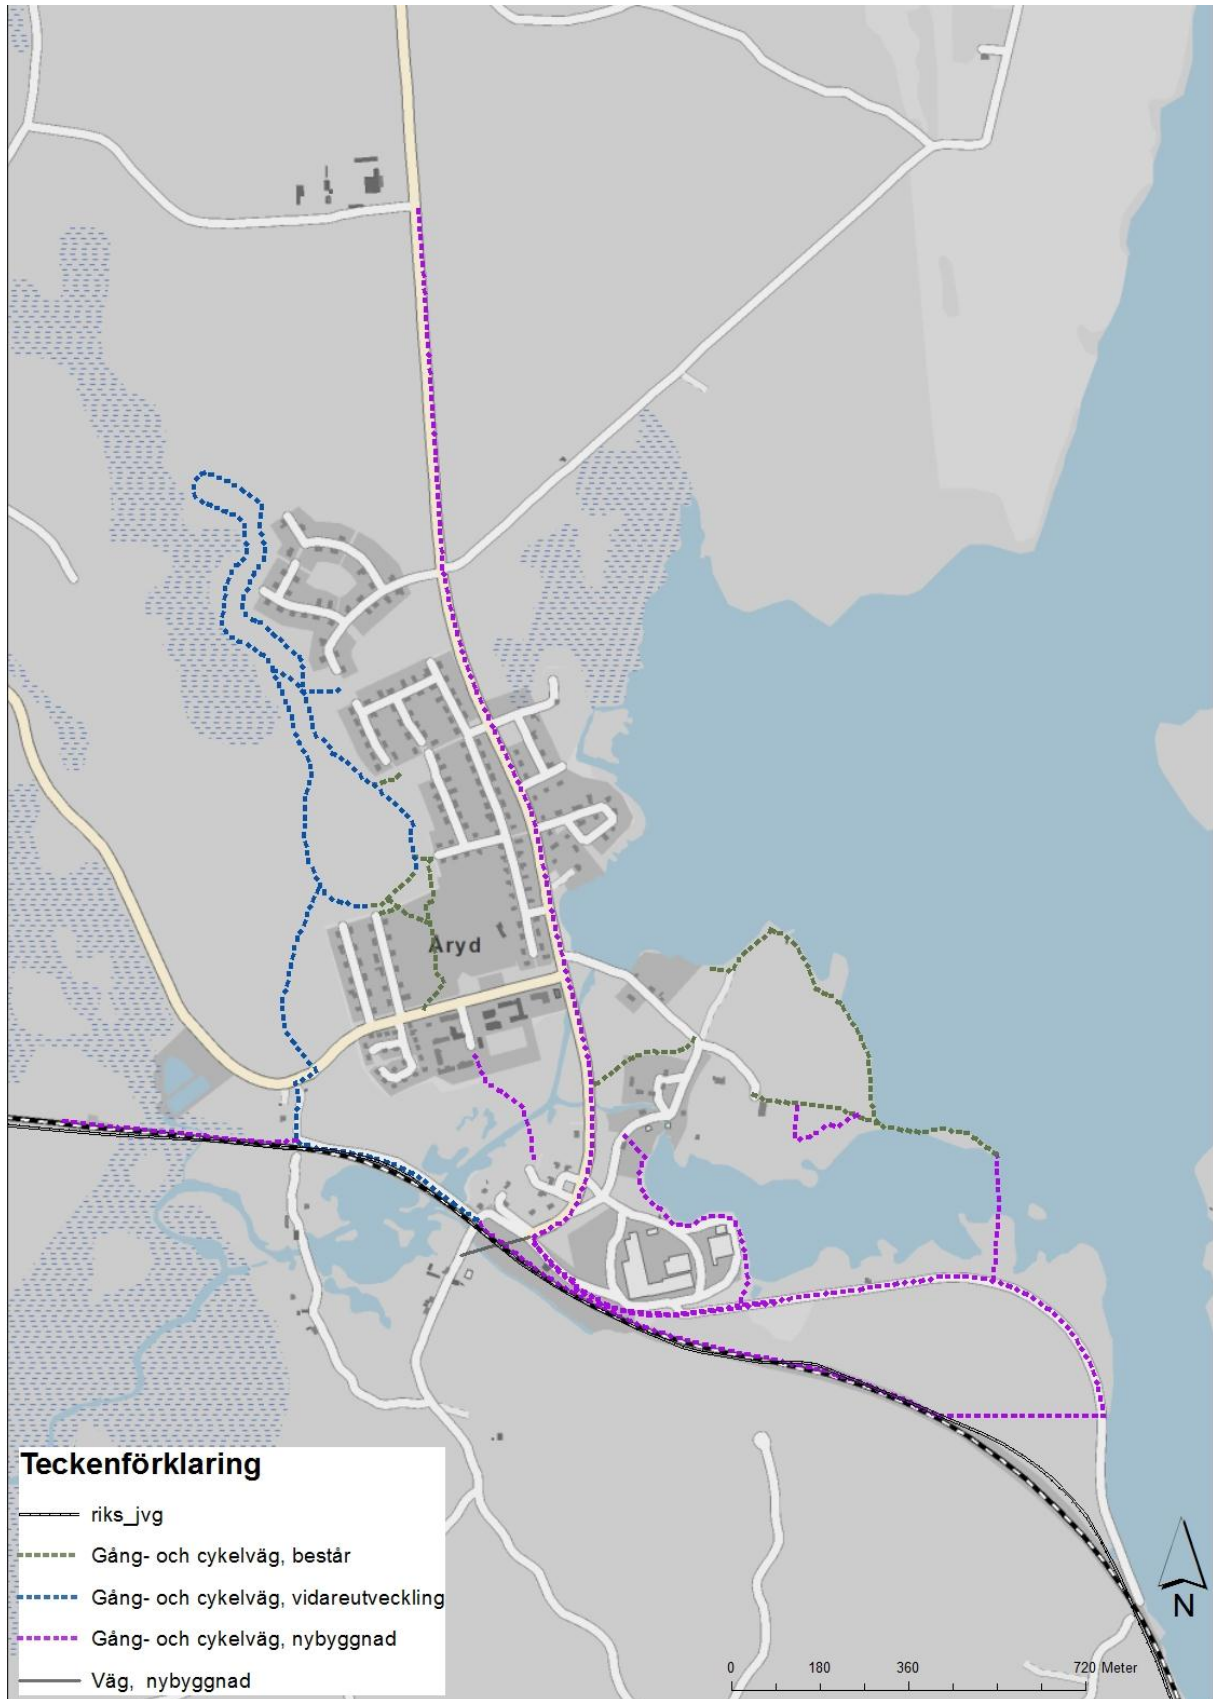 Aryd
Teckenförklaring
riks_jvg
Gång- och cykelväg, består
Gång- och cykelväg, vidareutveckling
Gång- och cykelväg, nybyggnad
Väg, nybyggnad
N
0 180 360 720 Meter